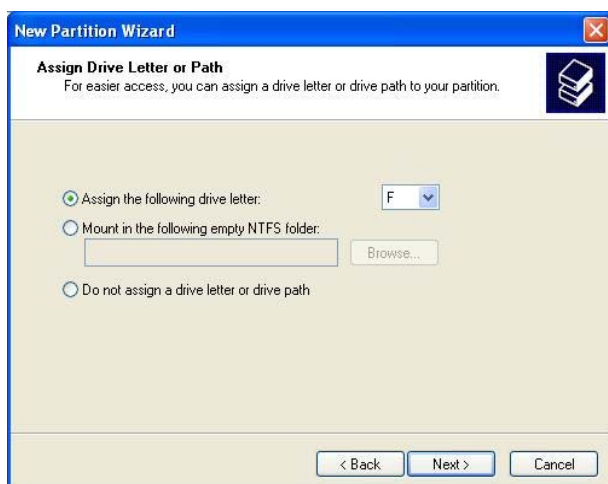 New Partition Wizard
Assign Drive Letter or Path
For easier access, you can assign a drive letter or drive path to your partition.
Assign the following drive letter: F
Mount in the following empty NTFS folder:
Browse...
Do not assign a drive letter or drive path
< Back Next > Cancel